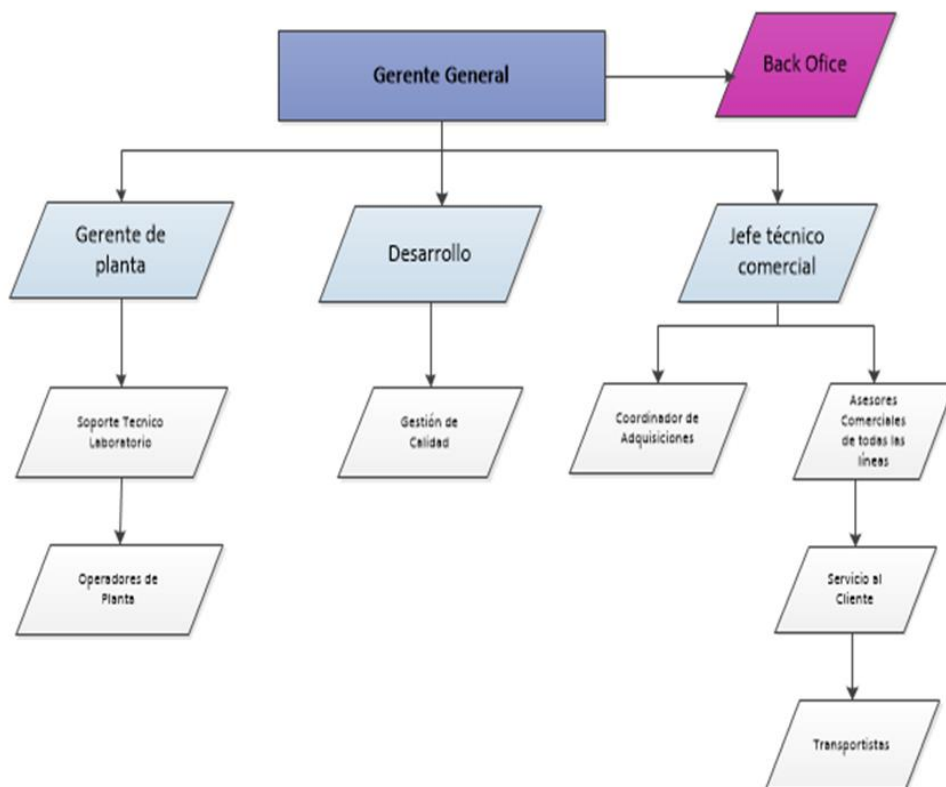 Gerente General
Back Ofice
Gerente de
planta
Desarrollo
Jefe técnico
comercial
Soporte Tecnico
Laboratorio
Gestión de
Calidad
Coordinador de
Adquisiciones
Asesores
Comerciales
de todas las
líneas
Operadores de
Planta
Servicio al
Cliente
Transportistas